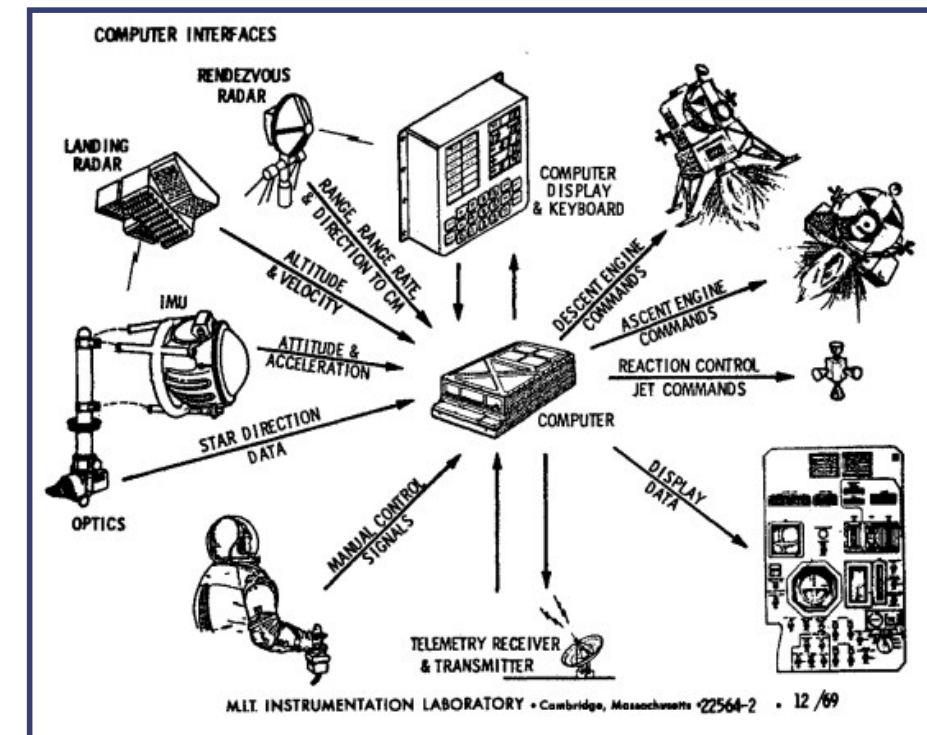 COMPUTER INTERFACES
RENDEZVOUS
RADAR
LANDING
RADAR
COMPUTER
DISPLAY
& KEYBOARD
RANGE, RANGE RATE
& DIRECTION TO CM
ALTITUDE
& VELOCITY
IMU
ATTITUDE &
ACCELERATION
DESCENT ENGINE
COMMANDS
ASCENT ENGINE
COMMANDS
REACTION CONTROL
JET COMMANDS
COMPUTER
STAR DIRECTION
DATA
OPTICS
MANUAL CONTROL
SIGNALS
DISPLAY
DATA
TELEMETRY RECEIVER
& TRANSMITTER
M.I.T. INSTRUMENTATION LABORATORY • Cambridge, Massachusetts • 22564-2 • 12/69